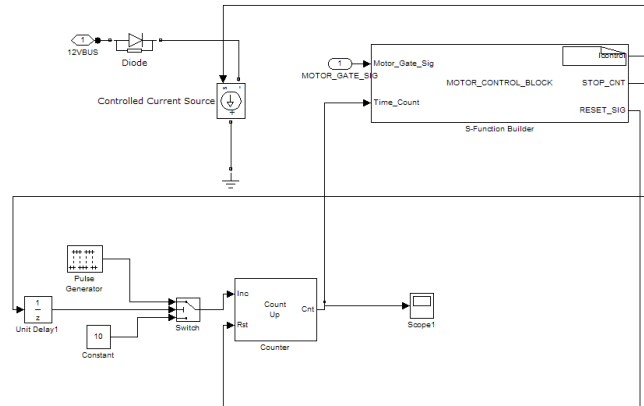 1
12VBUS
Diode
Controlled Current Source
s
-
+
1
MOTOR_GATE_SIG
Motor_Gate_Sig
Time_Count
MOTOR_CONTROL_BLOCK
Icontrol
STOP_CNT
RESET_SIG
S-Function Builder
Pulse
Generator
1
z
Unit Delay1
10
Constant
Switch
Inc
Rst
Count
Up
Cnt
Counter
Scope1